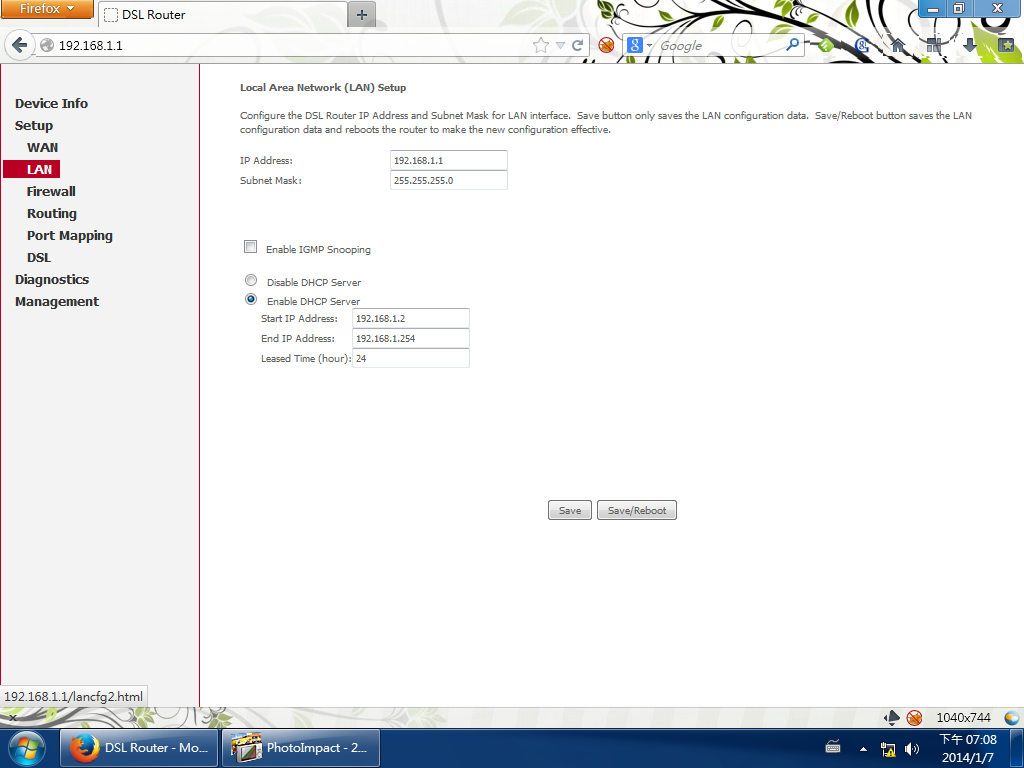 Firefox
DSL Router
192.168.1.1
Google
Device Info
Setup
WAN
LAN
Firewall
Routing
Port Mapping
DSL
Diagnostics
Management
Local Area Network (LAN) Setup
Configure the DSL Router IP Address and Subnet Mask for LAN interface. Save button only saves the LAN configuration data. Save/Reboot button saves the LAN
configuration data and reboots the router to make the new configuration effective.
IP Address: 192.168.1.1
Subnet Mask: 255.255.255.0
Enable IGMP Snooping
Disable DHCP Server
Enable DHCP Server
Start IP Address: 192.168.1.2
End IP Address: 192.168.1.254
Leased Time (hour): 24
Save Save/Reboot
192.168.1.1/lancfg2.html
1040x744
DSL Router - Mo... PhotoImpact - 2...
下午 07:08
2014/1/7